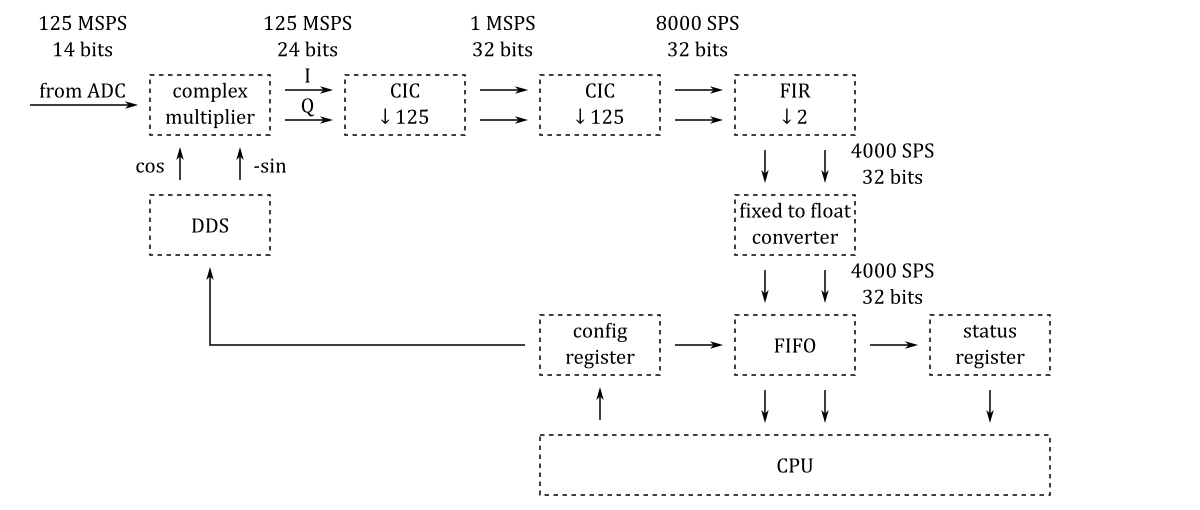 125 MSPS
14 bits
125 MSPS
24 bits
1 MSPS
32 bits
8000 SPS
32 bits
from ADC
complex
multiplier
I
Q
CIC
↓125
CIC
↓125
FIR
↓2
cos
-sin
4000 SPS
32 bits
DDS
fixed to float
converter
4000 SPS
32 bits
config
register
FIFO
status
register
CPU